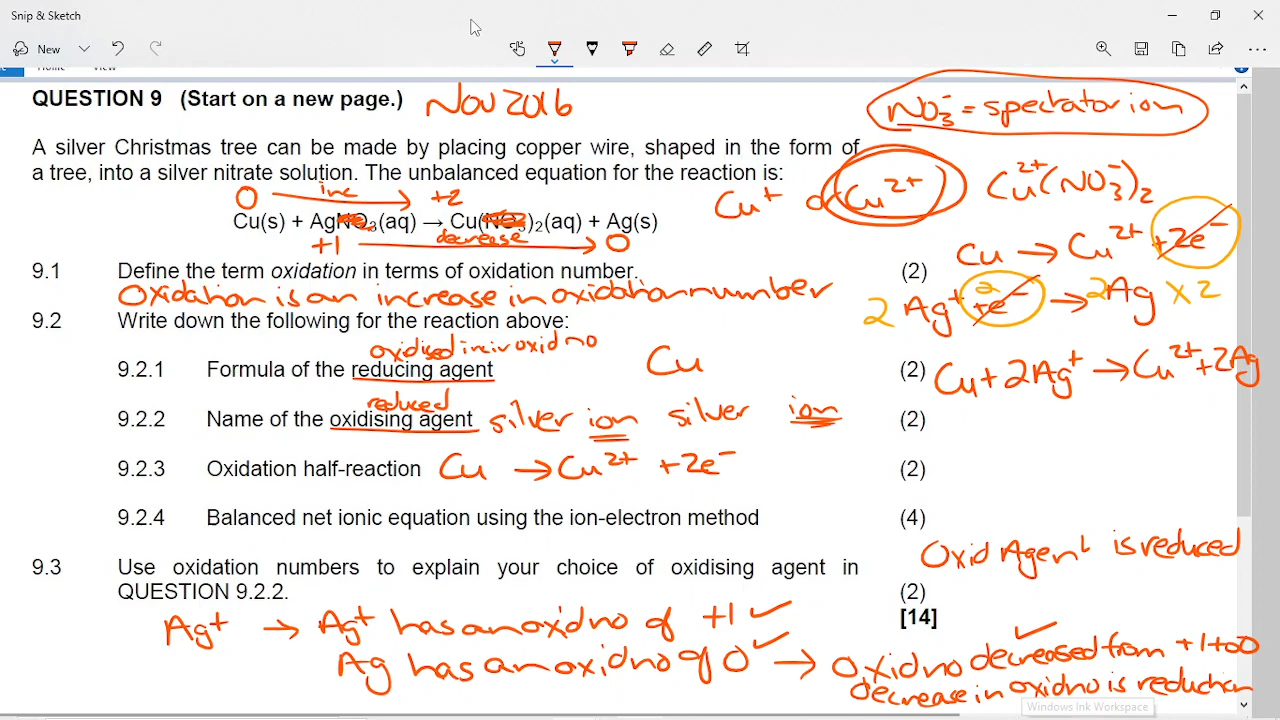 Snip & Sketch
New
Home View
QUESTION 9 (Start on a new page.) Nov 2016
NO3⁻ = spectator ion
A silver Christmas tree can be made by placing copper wire, shaped in the form of
a tree, into a silver nitrate solution. The unbalanced equation for the reaction is:
Cu⁺ or Cu²⁺ Cu²⁺(NO3⁻)2
0 inc +2
Cu(s) + AgNO3(aq) → Cu(NO3)2(aq) + Ag(s)
+1 decrease 0
Cu → Cu²⁺ + 2e⁻
9.1 Define the term oxidation in terms of oxidation number. (2)
Oxidation is an increase in oxidation number
2 Ag⁺ + 2e⁻ → 2Ag x 2
9.2 Write down the following for the reaction above:
oxidised inc in oxid no
9.2.1 Formula of the reducing agent Cu (2)
Cu + 2Ag⁺ → Cu²⁺ + 2Ag
reduced
9.2.2 Name of the oxidising agent silver ion silver ion (2)
9.2.3 Oxidation half-reaction Cu → Cu²⁺ + 2e⁻ (2)
9.2.4 Balanced net ionic equation using the ion-electron method (4)
Oxid Agent is reduced
9.3 Use oxidation numbers to explain your choice of oxidising agent in
QUESTION 9.2.2. (2)
[14]
Ag⁺ → Ag⁺ has an oxid no of +1 ✓
Ag has an oxid no of 0 ✓ → oxid no decreased from +1 to 0
decrease in oxid no is reduction
Windows Ink Workspace